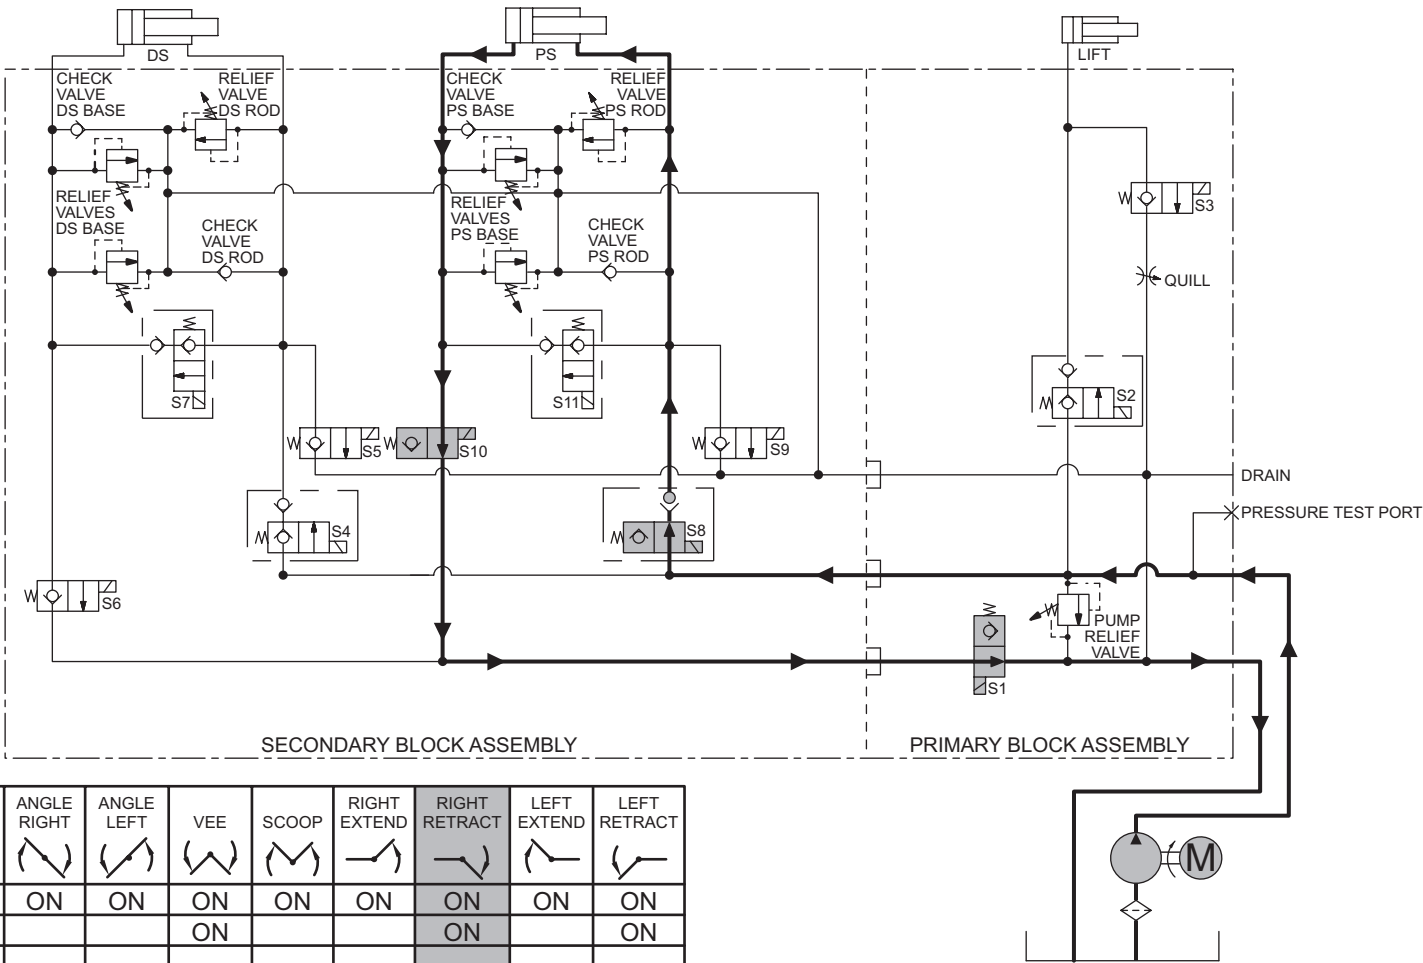 DS
PS
LIFT
CHECK
VALVE
DS BASE
RELIEF
VALVE
DS ROD
CHECK
VALVE
PS BASE
RELIEF
VALVE
PS ROD
RELIEF
VALVES
DS BASE
CHECK
VALVE
DS ROD
RELIEF
VALVES
PS BASE
CHECK
VALVE
PS ROD
S3
QUILL
S7
S11
S2
S5
S10
S9
DRAIN
PRESSURE TEST PORT
S4
S8
S6
PUMP
RELIEF
VALVE
S1
SECONDARY BLOCK ASSEMBLY
PRIMARY BLOCK ASSEMBLY
ANGLE
RIGHT
ANGLE
LEFT
VEE
SCOOP
RIGHT
EXTEND
RIGHT
RETRACT
LEFT
EXTEND
LEFT
RETRACT
ON ON ON ON ON ON ON ON
ON ON ON
M